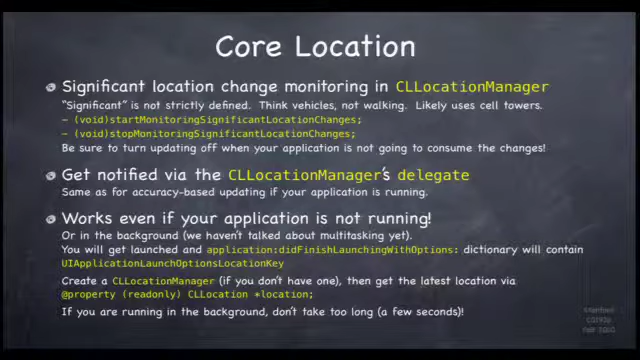 Core Location
Significant location change monitoring in CLLocationManager
"Significant" is not strictly defined. Think vehicles, not walking. Likely uses cell towers.
- (void)startMonitoringSignificantLocationChanges;
- (void)stopMonitoringSignificantLocationChanges;
Be sure to turn updating off when your application is not going to consume the changes!
Get notified via the CLLocationManager's delegate
Same as for accuracy-based updating if your application is running.
Works even if your application is not running!
Or in the background (we haven't talked about multitasking yet).
You will get launched and application:didFinishLaunchingWithOptions: dictionary will contain
UIApplicationLaunchOptionsLocationKey
Create a CLLocationManager (if you don't have one), then get the latest location via
@property (readonly) CLLocation *location;
If you are running in the background, don't take too long (a few seconds)!
Stanford
CS193p
Fall 2010